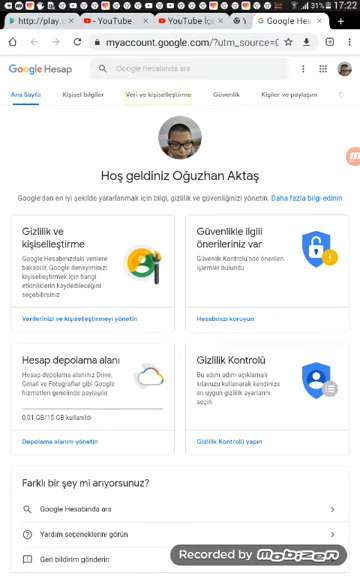 31% 17:22
http://play.c
YouTube
YouTube İç
Google Hes
myaccount.google.com/?utm_source=
Google Hesap
Google Hesabında ara
Ana Sayfa Kişisel bilgiler Veri ve kişiselleştirme Güvenlik Kişiler ve paylaşım
Hoş geldiniz Oğuzhan Aktaş
Google'dan en iyi şekilde yararlanmak için bilgi, gizlilik ve güvenliğinizi yönetin. Daha fazla bilgi edinin
Gizlilik ve
kişiselleştirme
Google Hesabınızdaki verilere
bakabilir, Google deneyiminizi
kişiselleştirmek için hangi
etkinliklerin kaydedileceğini
seçebilirsiniz
Verilerinizi ve kişiselleştirmeyi yönetin
Güvenlikle ilgili
önerileriniz var
Güvenlik Kontrolü'nde önerilen
işlemler bulundu
Hesabınızı koruyun
Hesap depolama alanı
Hesap depolama alanınız Drive,
Gmail ve Fotoğraflar gibi Google
hizmetleri genelinde paylaşılır
0,01 GB/15 GB kullanıldı
Depolama alanını yönetin
Gizlilik Kontrolü
Bu adım adım açıklamalı
kılavuzu kullanarak kendinize
en uygun gizlilik ayarlarını
seçin
Gizlilik Kontrolü yapın
Farklı bir şey mi arıyorsunuz?
Google Hesabında ara
Yardım seçeneklerini görün
Geri bildirim gönderin
Recorded by mobizen